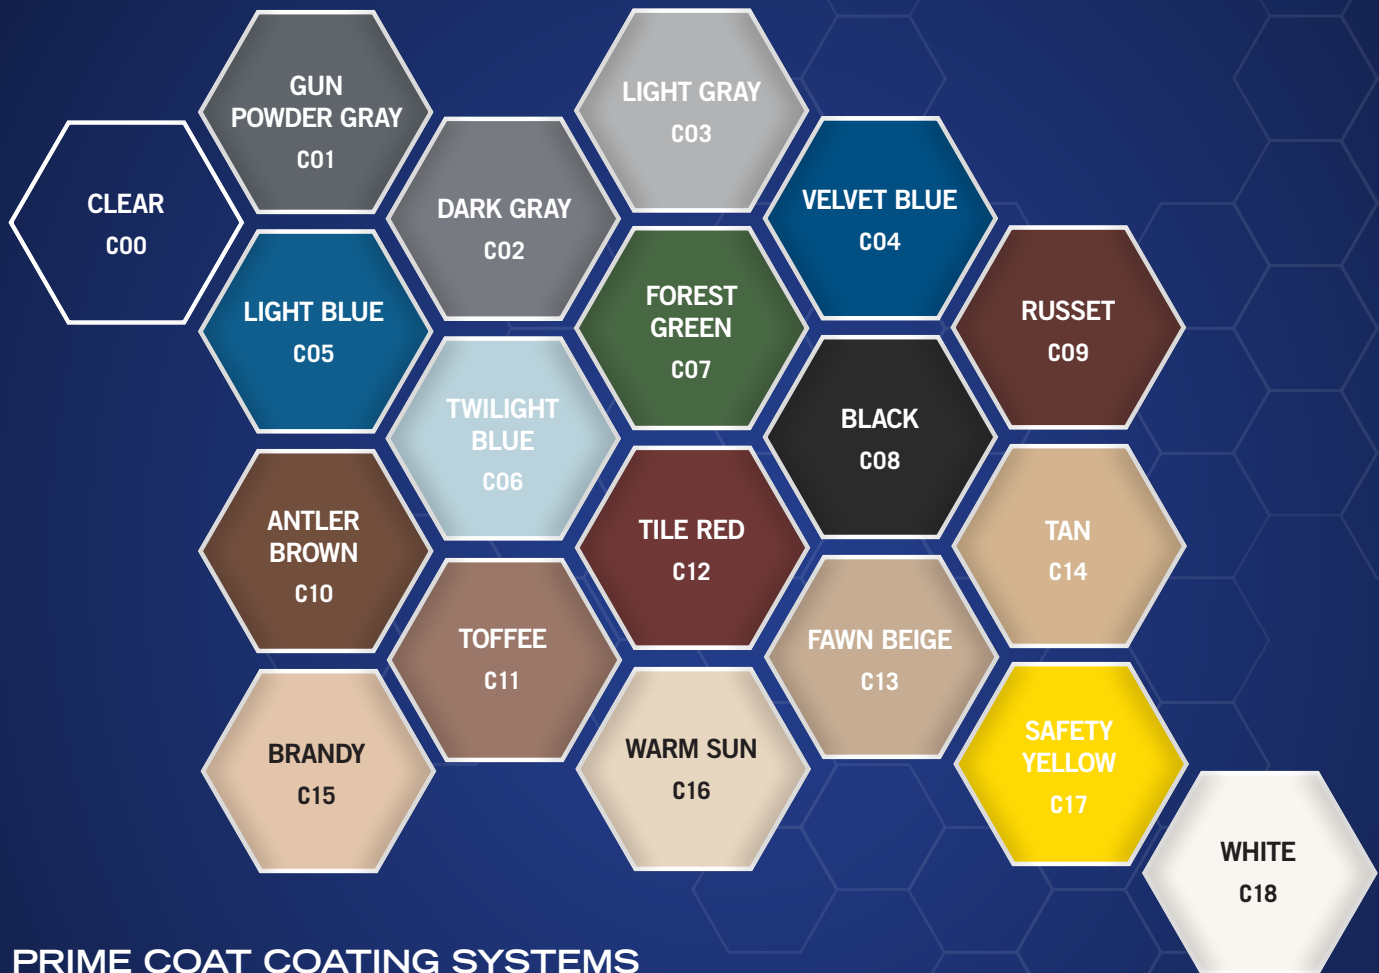 GUN
POWDER GRAY
C01
LIGHT GRAY
C03
CLEAR
C00
DARK GRAY
C02
VELVET BLUE
C04
LIGHT BLUE
C05
FOREST
GREEN
C07
RUSSET
C09
TWILIGHT
BLUE
C06
BLACK
C08
ANTLER
BROWN
C10
TILE RED
C12
TAN
C14
TOFFEE
C11
FAWN BEIGE
C13
BRANDY
C15
WARM SUN
C16
SAFETY
YELLOW
C17
WHITE
C18
PRIME COAT COATING SYSTEMS